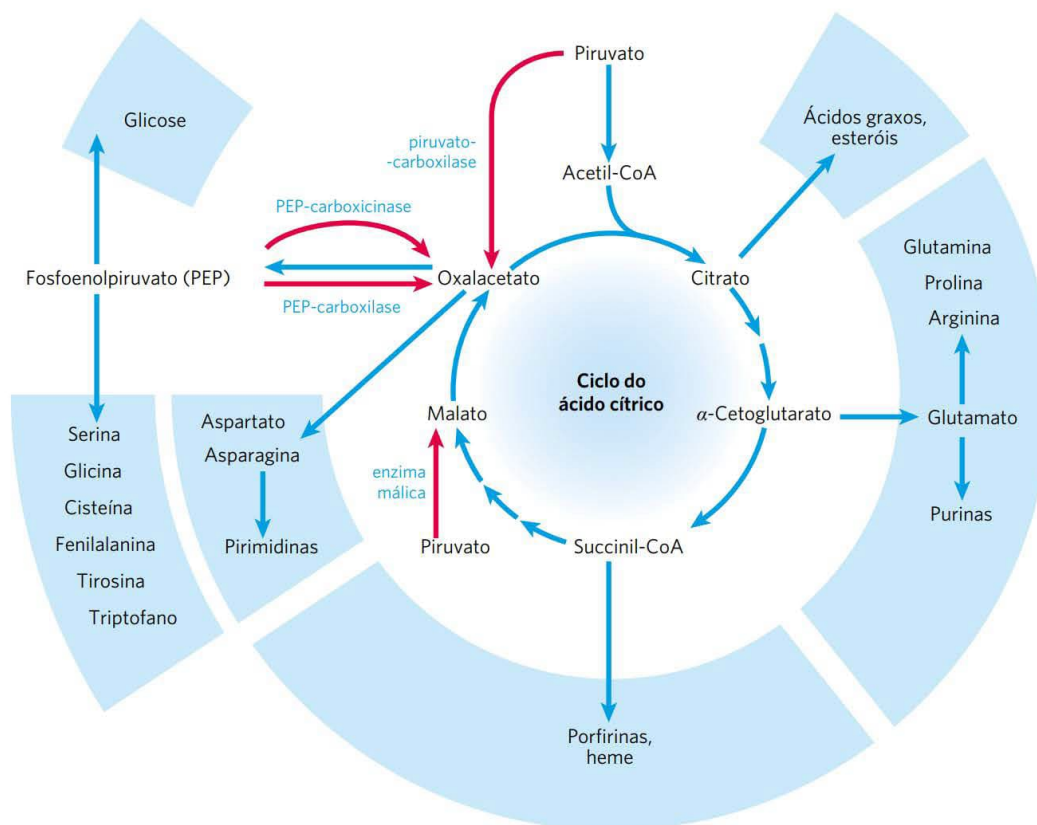 Piruvato
Glicose
Ácidos graxos,
esteróis
piruvato-
-carboxilase
Acetil-CoA
PEP-carboxicinase
Glutamina
Fosfoenolpiruvato (PEP)
Oxalacetato
Citrato
Prolina
PEP-carboxilase
Arginina
Ciclo do
ácido cítrico
Malato
α-Cetoglutarato
Glutamato
Aspartato
Asparagina
Serina
Glicina
enzima
málica
Cisteína
Purinas
Fenilalanina
Pirimidinas
Piruvato
Succinil-CoA
Tirosina
Triptofano
Porfirinas,
heme